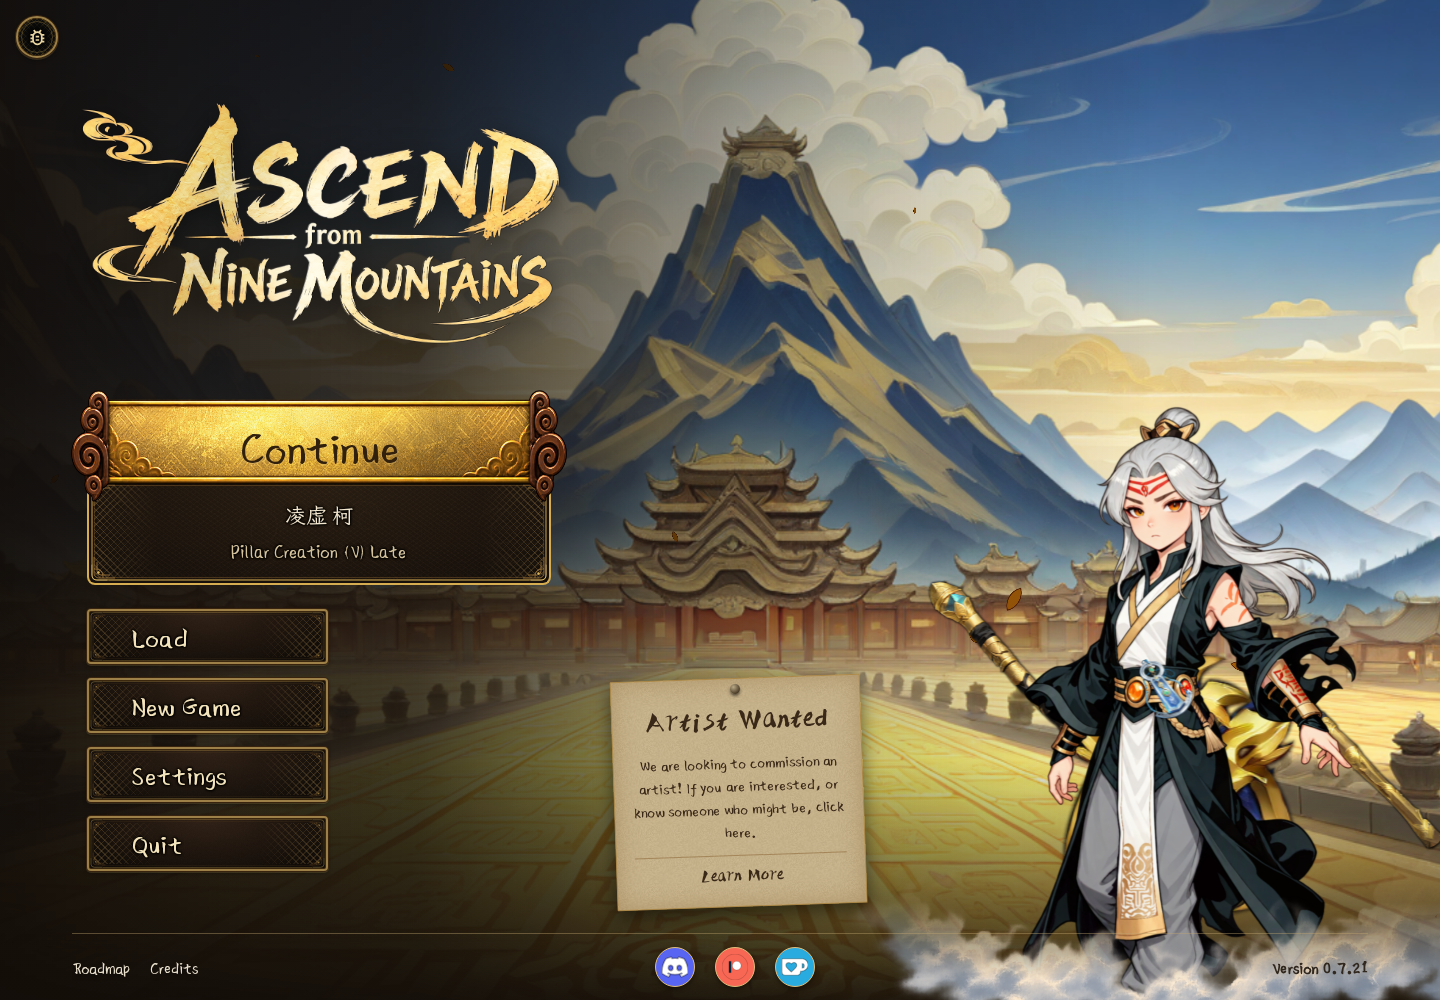 ASCEND
from
NINE MOUNTAINS
Continue
凌虚 柯
Pillar Creation (V) Late
Load
New Game
Settings
Quit
Artist Wanted
We are looking to commission an
artist! If you are interested, or
know someone who might be, click
here.
Learn More
Roadmap
Credits
Version 0.7.21